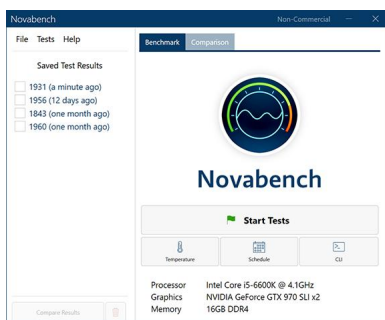 Novabench
Non-Commercial
File Tests Help
Saved Test Results
1931 (a minute ago)
1956 (12 days ago)
1843 (one month ago)
1960 (one month ago)
Compare Results
Benchmark Comparison
Novabench
Start Tests
Temperature Schedule CLI
Processor Intel Core i5-6600K @ 4.1GHz
Graphics NVIDIA GeForce GTX 970 SLI x2
Memory 16GB DDR4